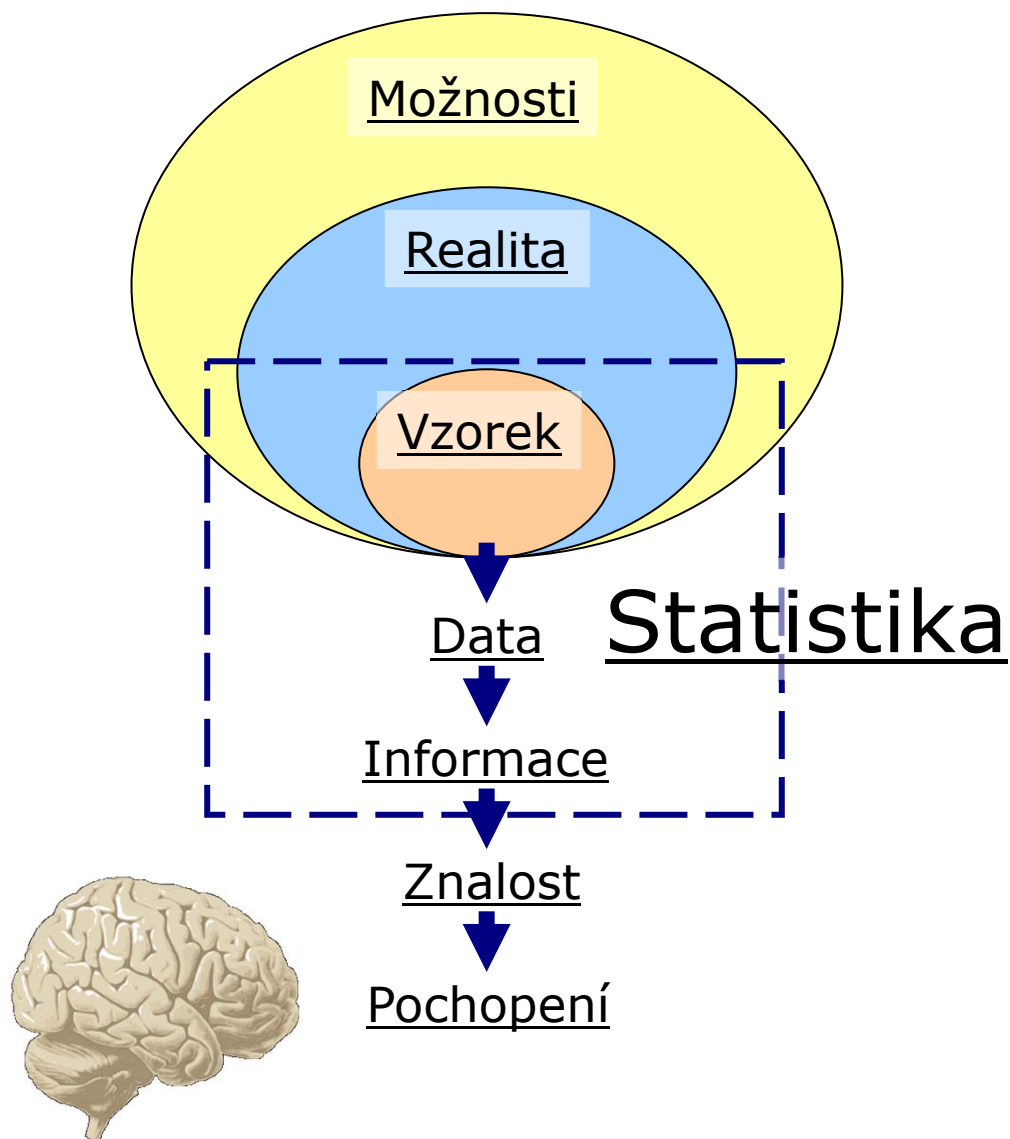 Možnosti
Realita
Vzorek
Data
Statistika
Informace
Znalost
Pochopení